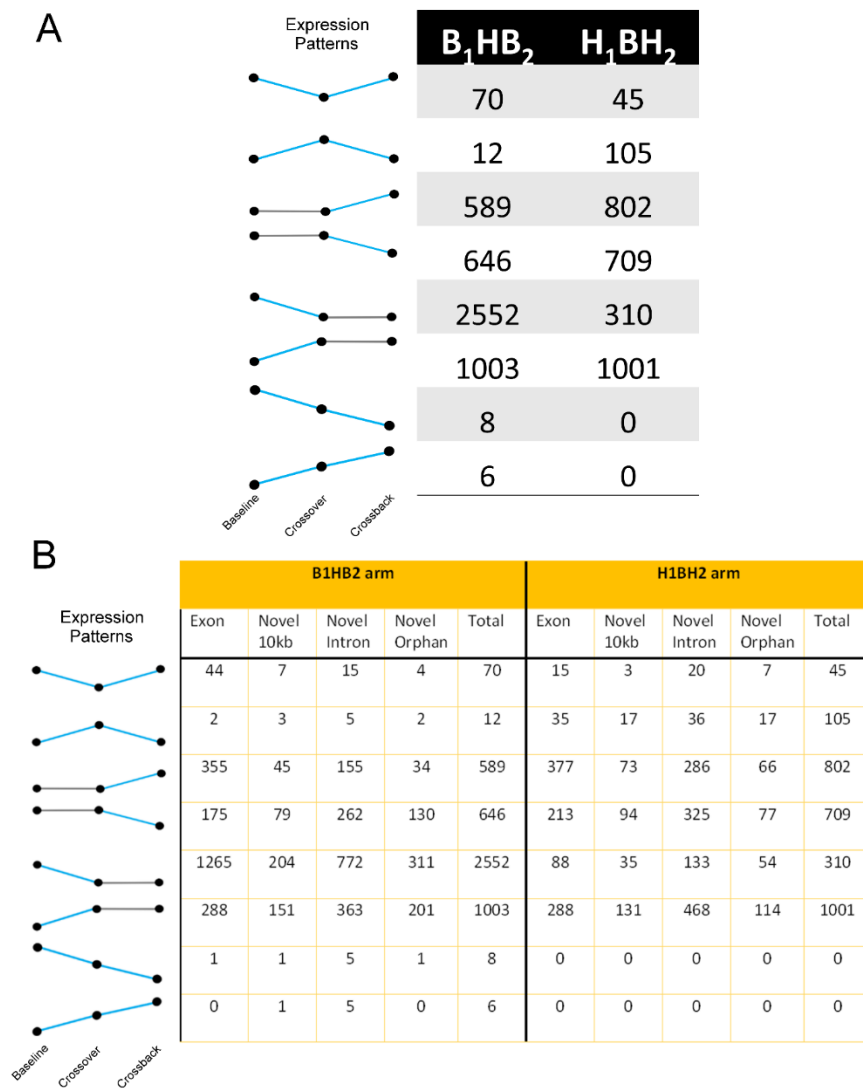 A
Expression
Patterns
B₁HB₂ H₁BH₂
70 45
12 105
589 802
646 709
2552 310
1003 1001
8 0
6 0
Baseline Crossover Crossback
B
B1HB2 arm H1BH2 arm
Expression
Patterns
Exon Novel 10kb Novel Intron Novel Orphan Total Exon Novel 10kb Novel Intron Novel Orphan Total
44 7 15 4 70 15 3 20 7 45
2 3 5 2 12 35 17 36 17 105
355 45 155 34 589 377 73 286 66 802
175 79 262 130 646 213 94 325 77 709
1265 204 772 311 2552 88 35 133 54 310
288 151 363 201 1003 288 131 468 114 1001
1 1 5 1 8 0 0 0 0 0
0 1 5 0 6 0 0 0 0 0
Baseline Crossover Crossback